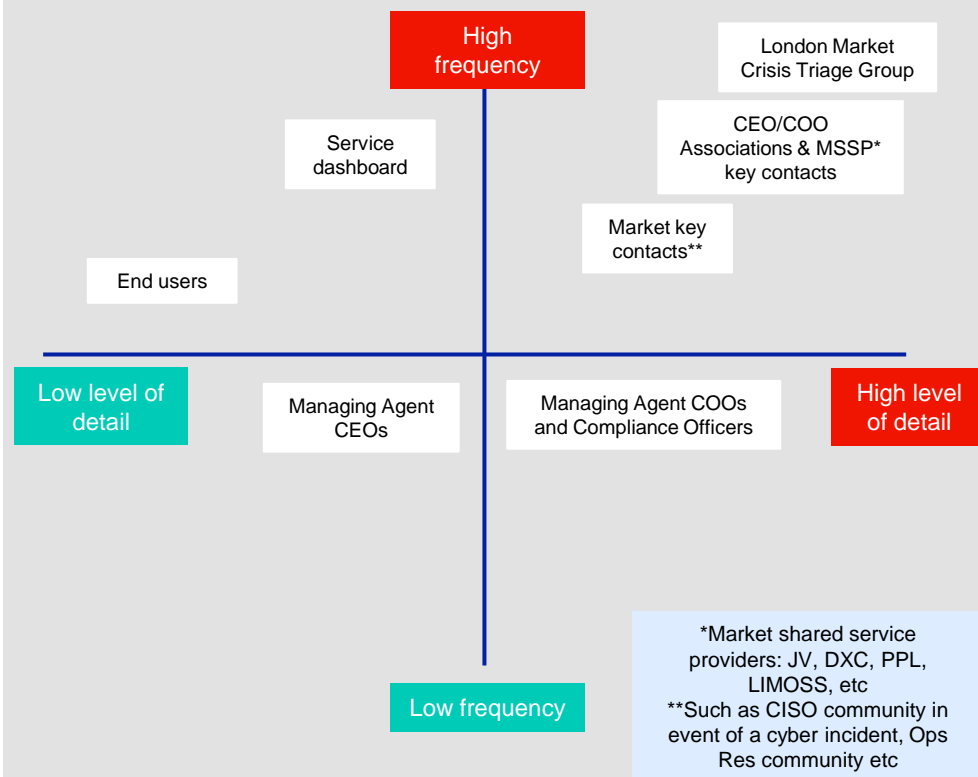 High
frequency
London Market
Crisis Triage Group
Service
dashboard
CEO/COO
Associations & MSSP*
key contacts
Market key
contacts**
End users
Low level of
detail
Managing Agent
CEOs
Managing Agent COOs
and Compliance Officers
High level
of detail
Low frequency
*Market shared service
providers: JV, DXC, PPL,
LIMOSS, etc
**Such as CISO community in
event of a cyber incident, Ops
Res community etc